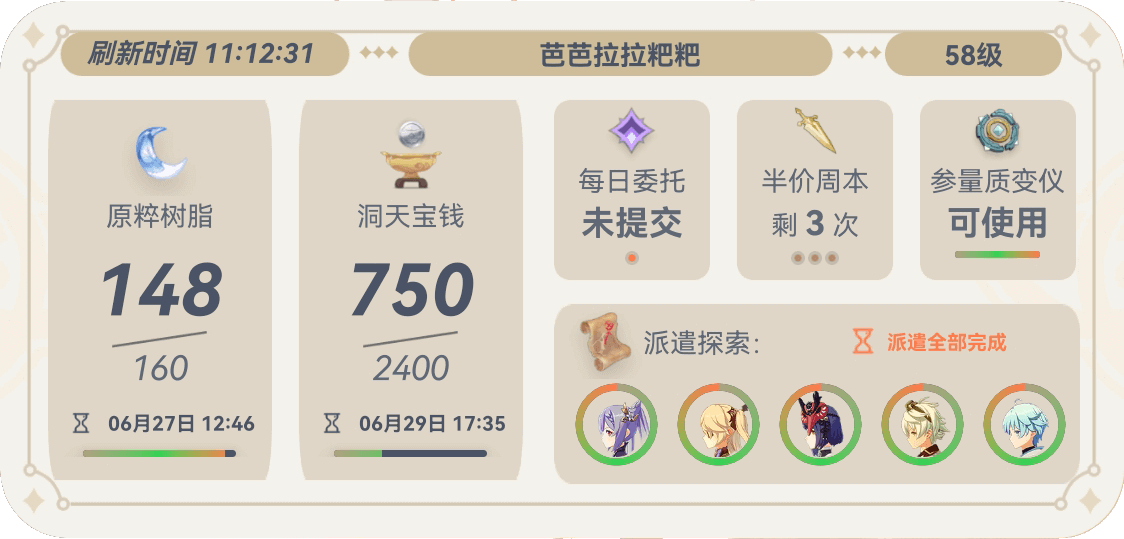 刷新时间 11:12:31
芭芭拉拉粑粑
58级
原粹树脂
148
160
06月27日 12:46
洞天宝钱
750
2400
06月29日 17:35
每日委托
未提交
半价周本
剩 3 次
参量质变仪
可使用
派遣探索：
派遣全部完成